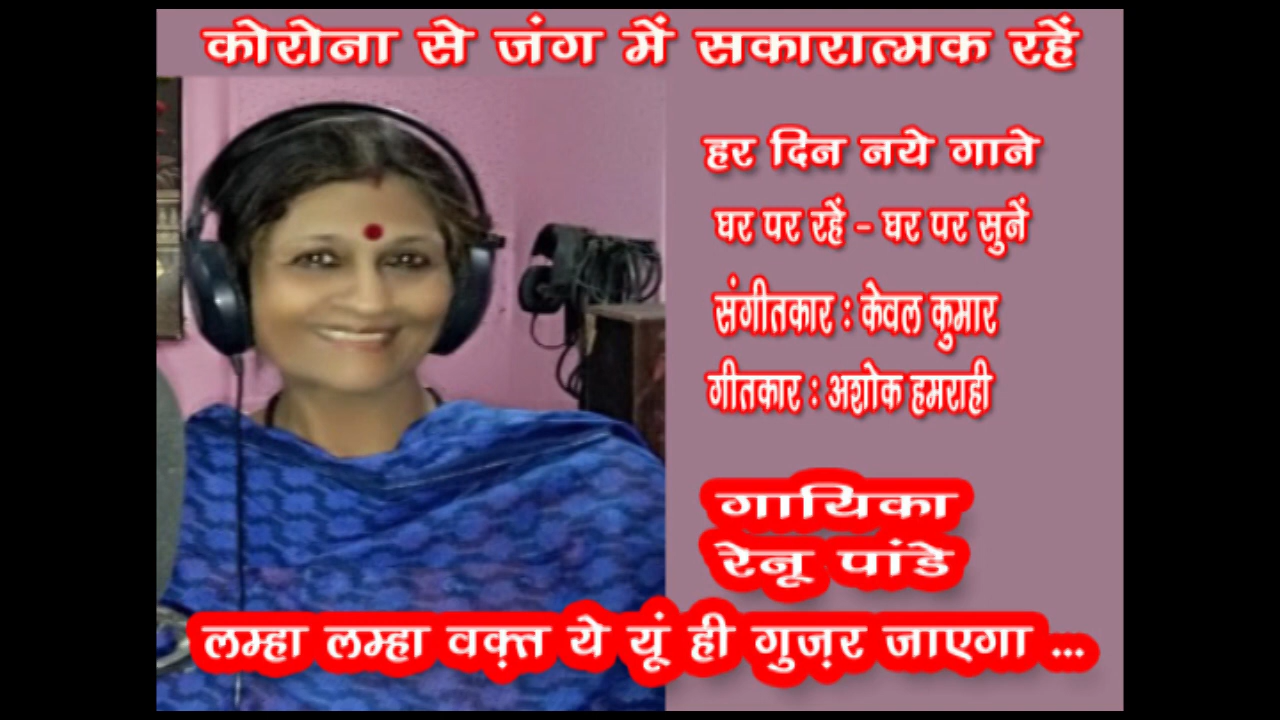 कोरोना से जंग में सकारात्मक रहें
हर दिन नये गाने
घर पर रहें - घर पर सुनें
संगीतकार : केवल कुमार
गीतकार : अशोक हमराही
गायिका
रेनू पांडे
लम्हा लम्हा वक़्त ये यूं ही गुज़र जाएगा ...